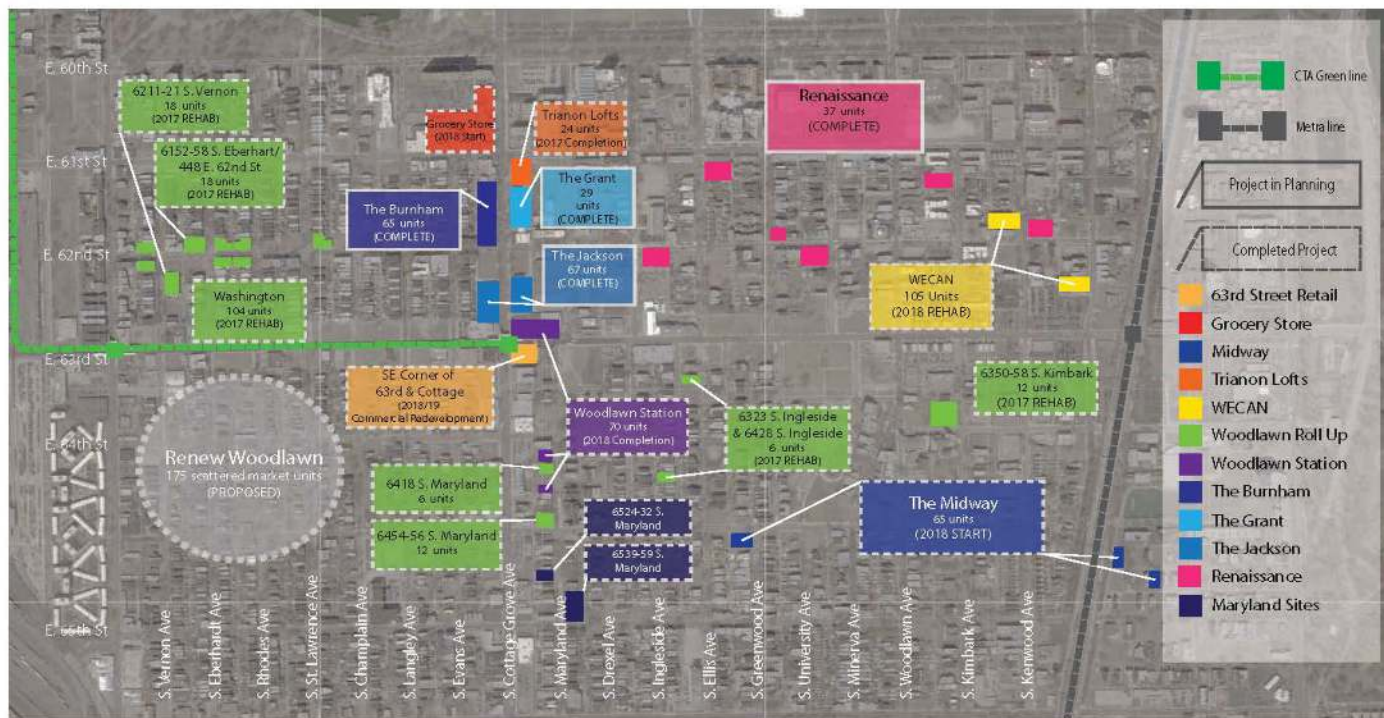 E. 60th St
E. 61st St
E. 62nd St
E. 63rd St
E. 64th St
E. 65th St
6211-21 S. Vernon
18 units
(2017 REHAB)
6152-58 S. Eberhart/
448 E. 62nd St
18 units
(2017 REHAB)
Washington
104 units
(2017 REHAB)
Grocery Store
(2018 Start)
Trianon Lofts
24 units
(2017 Completion)
The Burnham
65 units
(COMPLETE)
The Grant
29
units
(COMPLETE)
The Jackson
67 units
(COMPLETE)
Renaissance
37 units
(COMPLETE)
WECAN
105 Units
(2018 REHAB)
SE Corner of
63rd & Cottage
(2018/19
Commercial Redevelopment)
Woodlawn Station
70 units
(2018 Completion)
6323 S. Ingleside
& 6428 S. Ingleside
6 units
(2017 REHAB)
6350-58 S. Kimbark
12 units
(2017 REHAB)
Renew Woodlawn
175 scattered market units
(PROPOSED)
6418 S. Maryland
6 units
6454-56 S. Maryland
12 units
6524-32 S.
Maryland
6539-59 S.
Maryland
The Midway
65 units
(2018 START)
S. Vernon Ave
S. Eberhardt Ave
S. Rhodes Ave
S. St. Lawrence Ave
S. Champlain Ave
S. Langley Ave
S. Evans Ave
S. Cottage Grove Ave
S. Maryland Ave
S. Drexel Ave
S. Ingleside Ave
S. Ellis Ave
S. Greenwood Ave
S. University Ave
S. Minerva Ave
S. Woodlawn Ave
S. Kimbark Ave
S. Kenwood Ave
CTA Green line
Metra line
Project in Planning
Completed Project
63rd Street Retail
Grocery Store
Midway
Trianon Lofts
WECAN
Woodlawn Roll Up
Woodlawn Station
The Burnham
The Grant
The Jackson
Renaissance
Maryland Sites